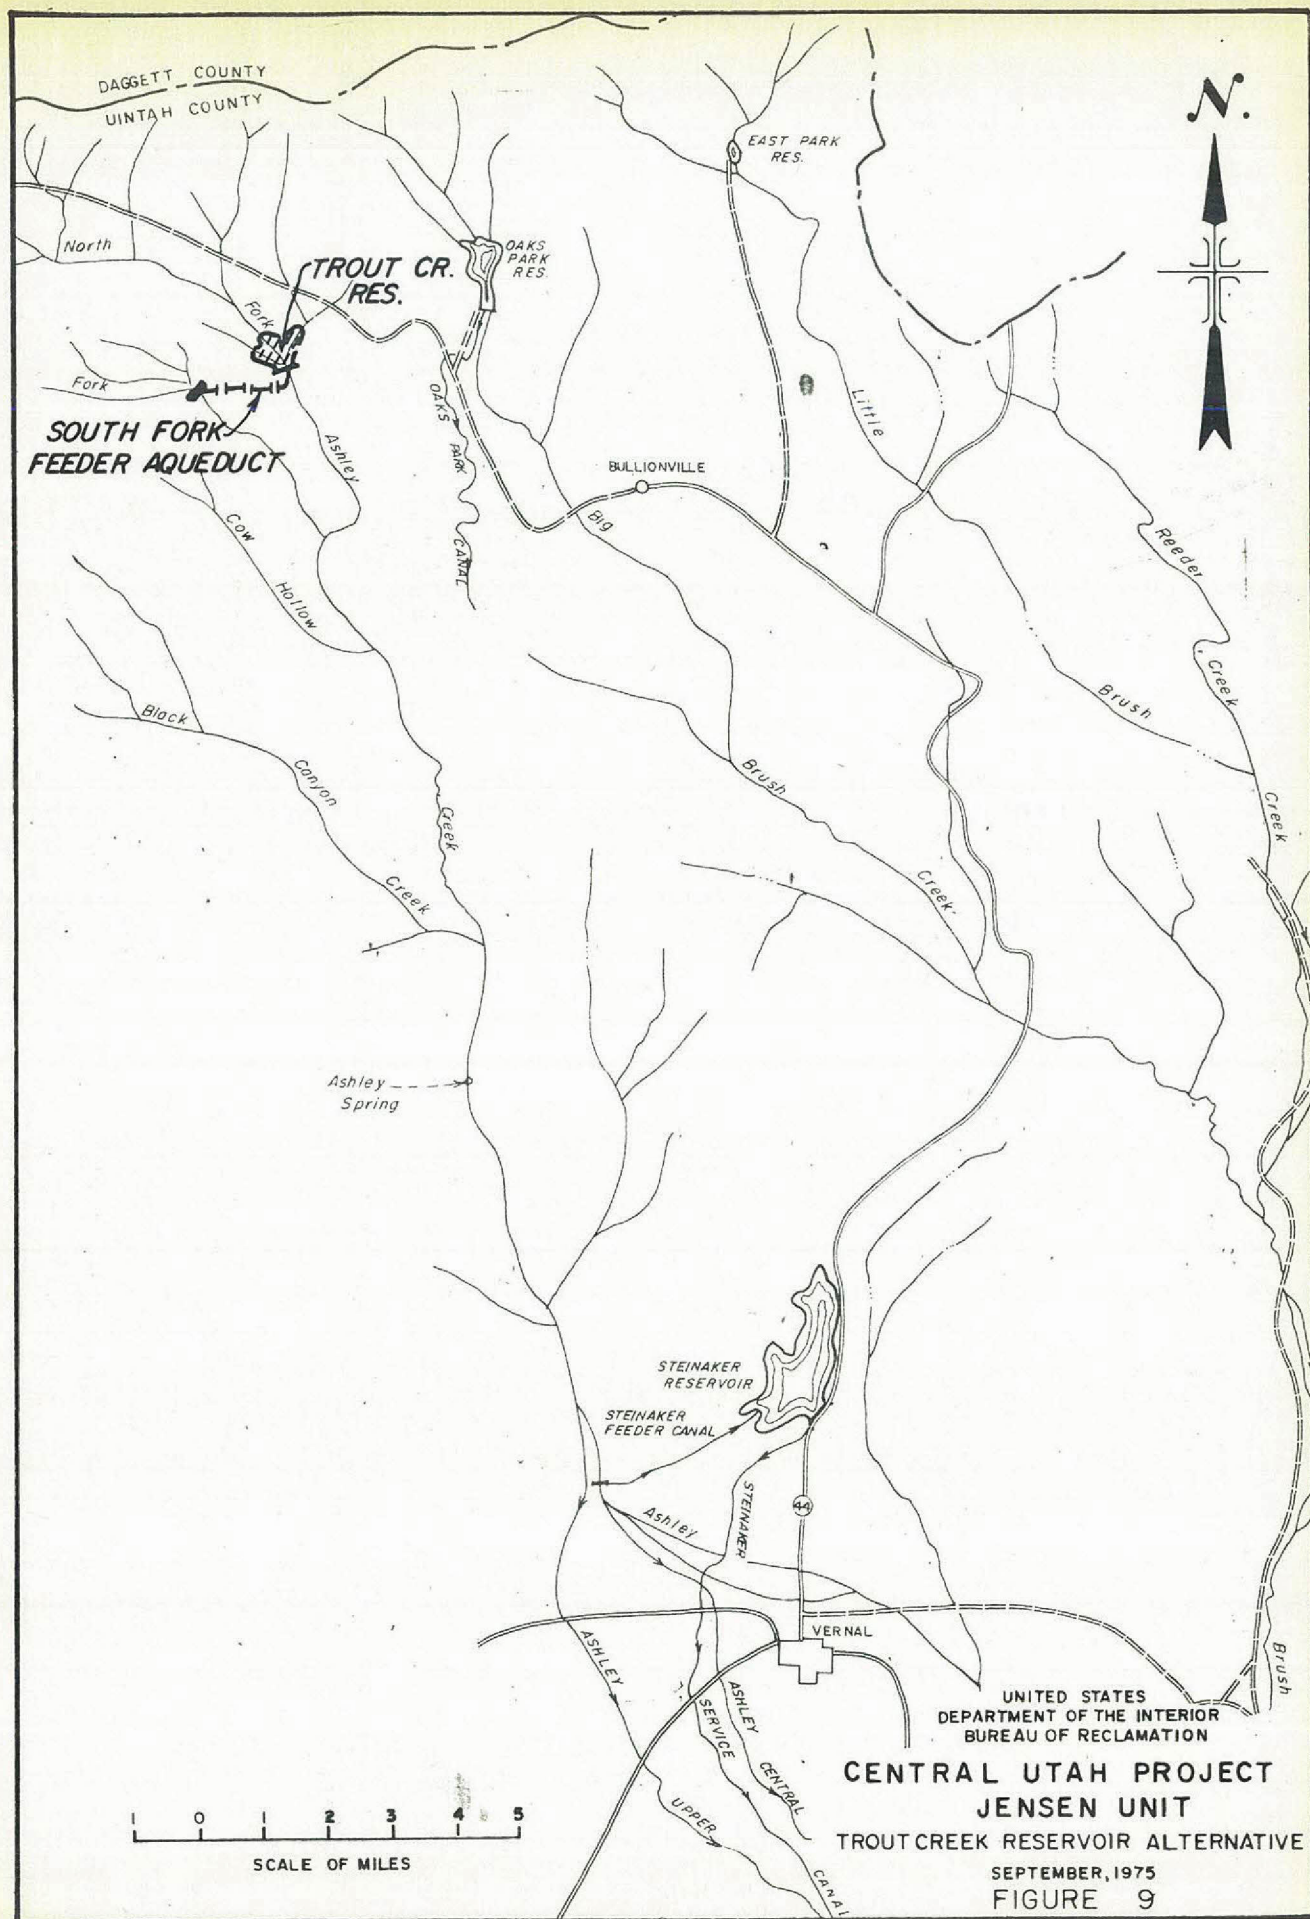 DAGGETT COUNTY
UINTAH COUNTY
N.
EAST PARK
RES.
North
Fork
TROUT CR.
RES.
OAKS
PARK
RES.
Fork
SOUTH FORK
FEEDER AQUEDUCT
Ashley
OAKS
PARK
CANAL
Little
BULLIONVILLE
Big
Cow
Hollow
Reeder
Creek
Brush
Black
Canyon
Creek
Creek
Brush
Creek
Creek
Ashley
Spring
STEINAKER
RESERVOIR
STEINAKER
FEEDER CANAL
44
STEINAKER
Ashley
VERNAL
ASHLEY
SERVICE
ASHLEY
CENTRAL
UPPER
CANAL
Brush
UNITED STATES
DEPARTMENT OF THE INTERIOR
BUREAU OF RECLAMATION
CENTRAL UTAH PROJECT
JENSEN UNIT
TROUT CREEK RESERVOIR ALTERNATIVE
SEPTEMBER, 1975
FIGURE 9
1 0 1 2 3 4 5
SCALE OF MILES